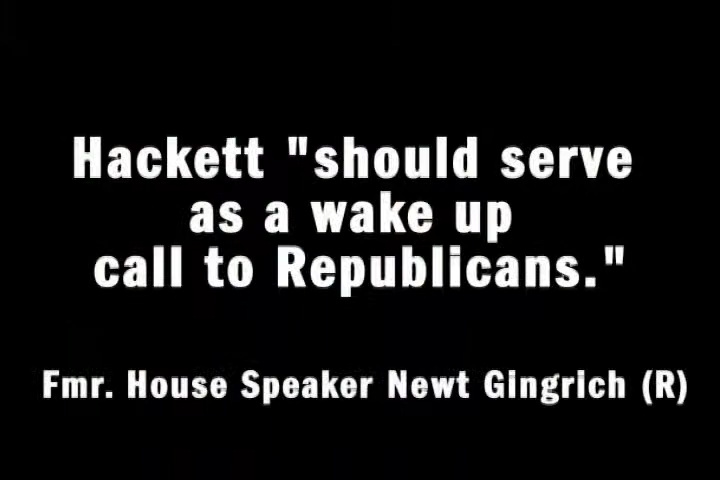 Hackett "should serve
as a wake up
call to Republicans."
Fmr. House Speaker Newt Gingrich (R)